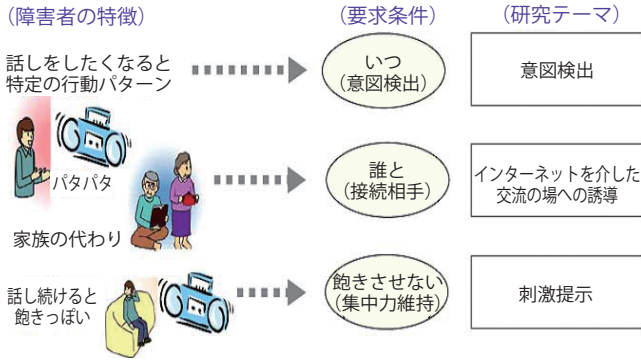 （障害者の特徴）
（要求条件）
（研究テーマ）
話しをしたくなると
特定の行動パターン
いつ
（意図検出）
意図検出
パタパタ
家族の代わり
誰と
（接続相手）
インターネットを介した
交流の場への誘導
話し続けると
飽きっぽい
飽きさせない
（集中力維持）
刺激提示